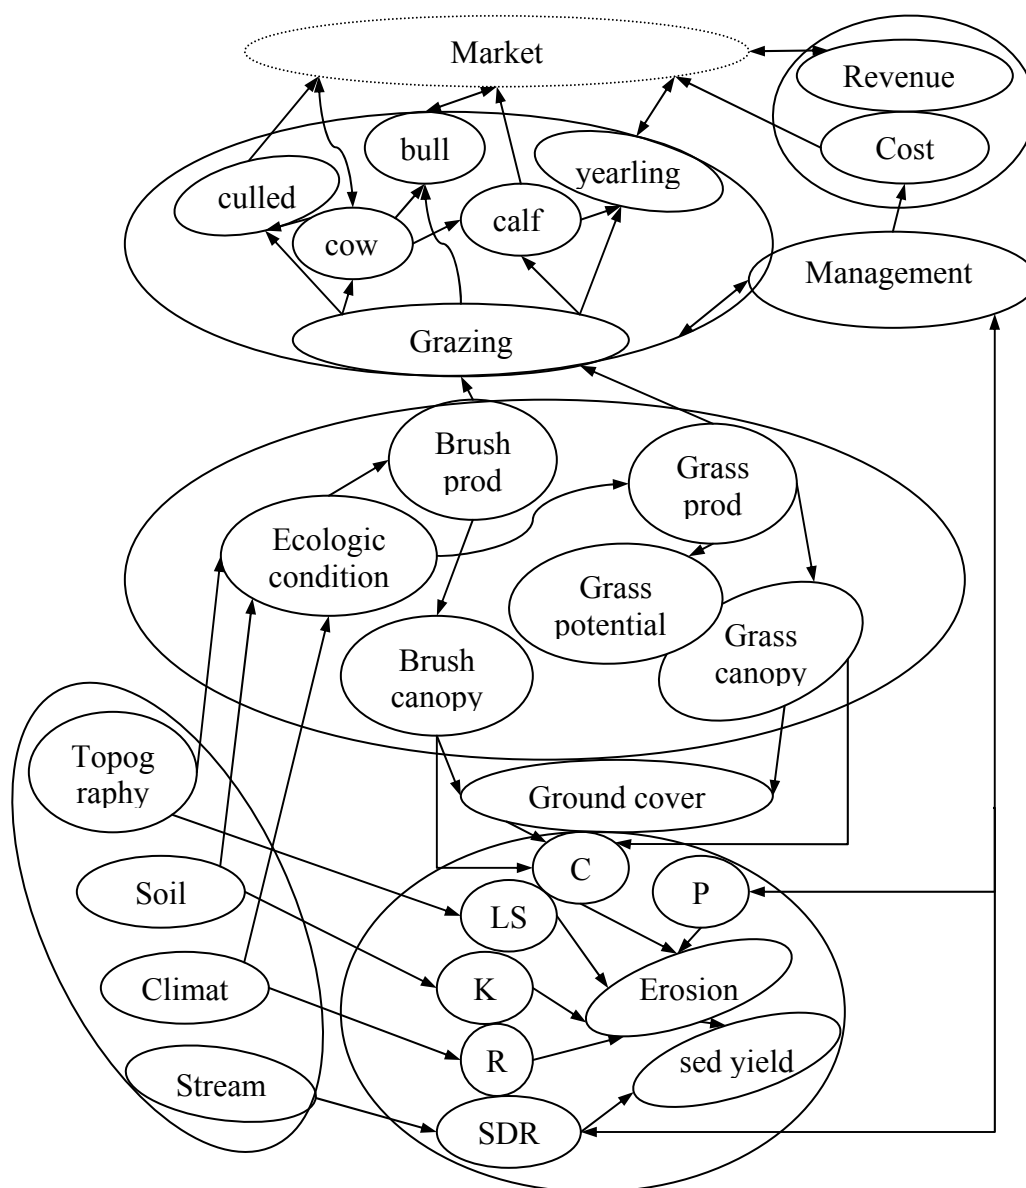 Market
Revenue
Cost
bull
culled
yearling
calf
cow
Management
Grazing
Brush
prod
Grass
prod
Ecologic
condition
Grass
potential
Grass
canopy
Brush
canopy
Topog
raphy
Ground cover
Soil
C
P
LS
Climat
K
Erosion
R
sed yield
Stream
SDR